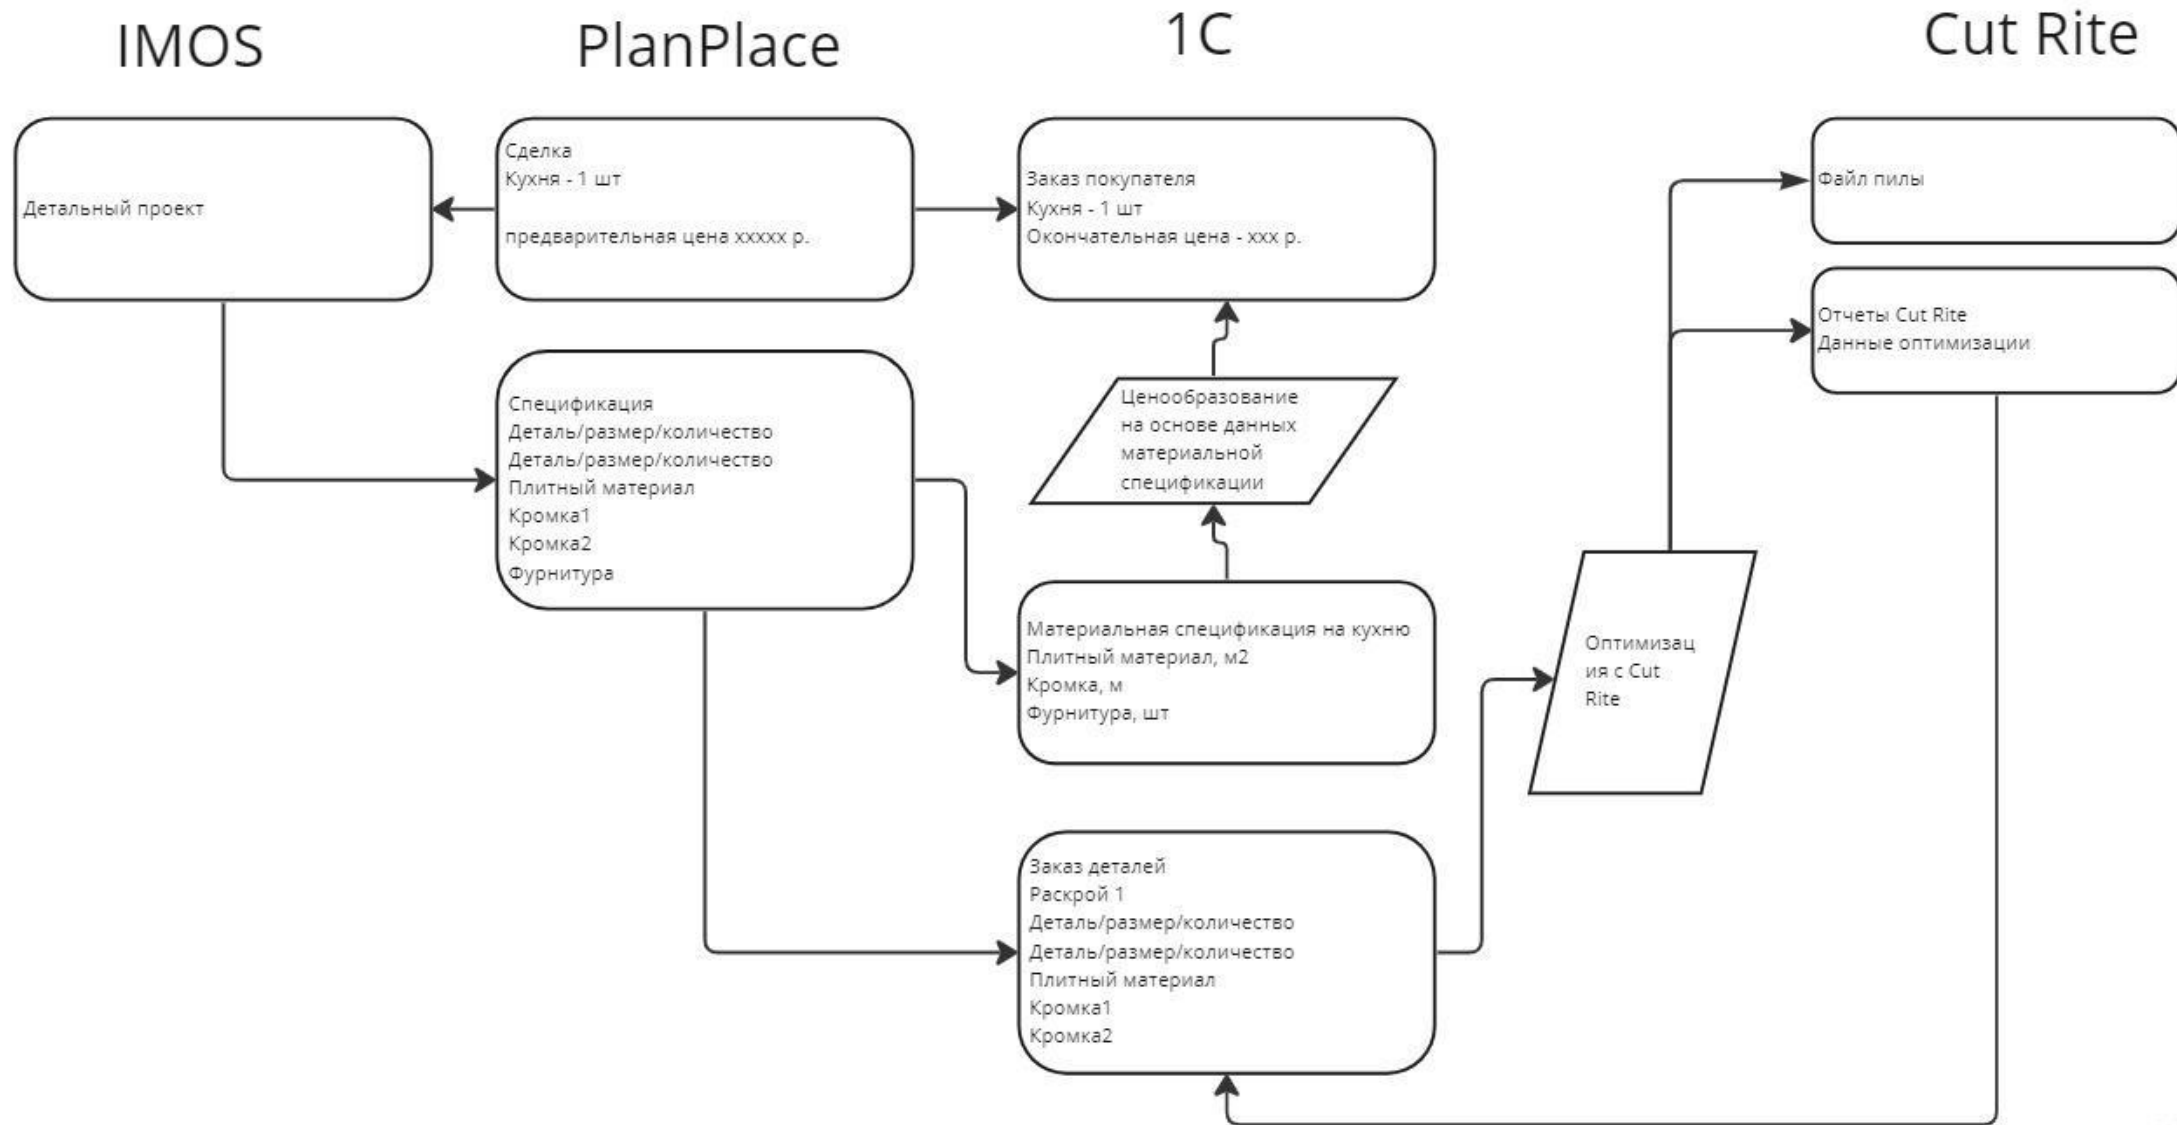 IMOS
PlanPlace
1С
Cut Rite
Детальный проект
Сделка
Кухня - 1 шт
предварительная цена ххххх р.
Заказ покупателя
Кухня - 1 шт
Окончательная цена - ххх р.
Файл пилы
Отчеты Cut Rite
Данные оптимизации
Спецификация
Деталь/размер/количество
Деталь/размер/количество
Плитный материал
Кромка1
Кромка2
Фурнитура
Ценообразование
на основе данных
материальной
спецификации
Материальная спецификация на кухню
Плитный материал, м2
Кромка, м
Фурнитура, шт
Оптимизац
ия с Cut
Rite
Заказ деталей
Раскрой 1
Деталь/размер/количество
Деталь/размер/количество
Плитный материал
Кромка1
Кромка2